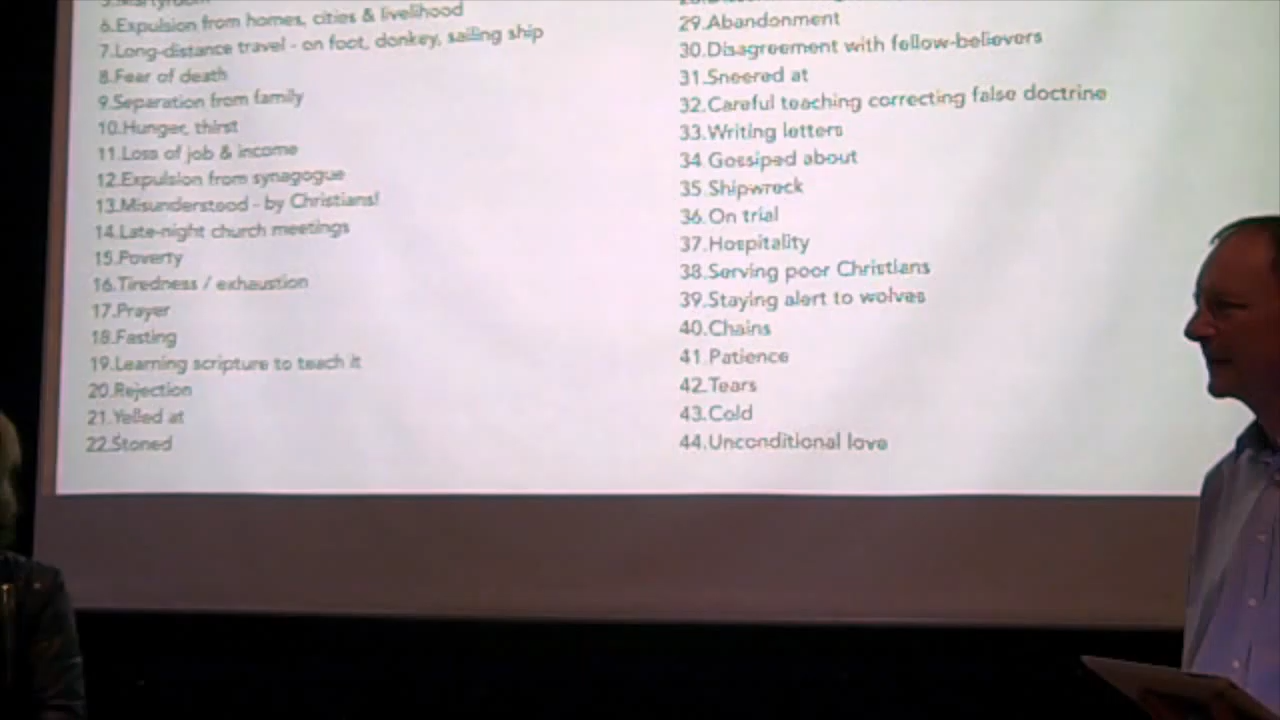 6.Expulsion from homes, cities & livelihood
7.Long-distance travel - on foot, donkey, sailing ship
8.Fear of death
9.Separation from family
10.Hunger, thirst
11.Loss of job & income
12.Expulsion from synagogue
13.Misunderstood - by Christians!
14.Late-night church meetings
15.Poverty
16.Tiredness / exhaustion
17.Prayer
18.Fasting
19.Learning scripture to teach it
20.Rejection
21.Yelled at
22.Stoned
29.Abandonment
30.Disagreement with fellow-believers
31.Sneered at
32.Careful teaching correcting false doctrine
33.Writing letters
34 Gossiped about
35 Shipwreck
36.On trial
37.Hospitality
38.Serving poor Christians
39.Staying alert to wolves
40.Chains
41 Patience
42.Tears
43.Cold
44.Unconditional love